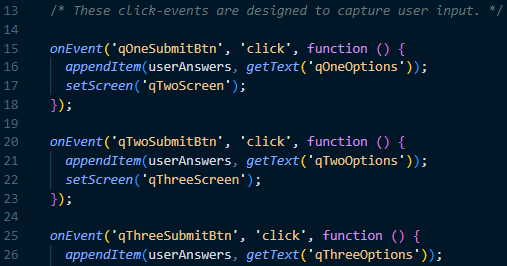 13 /* These click-events are designed to capture user input. */
14
15 onEvent('qOneSubmitBtn', 'click', function () {
16 appendItem(userAnswers, getText('qOneOptions'));
17 setScreen('qTwoScreen');
18 });
19
20 onEvent('qTwoSubmitBtn', 'click', function () {
21 appendItem(userAnswers, getText('qTwoOptions'));
22 setScreen('qThreeScreen');
23 });
24
25 onEvent('qThreeSubmitBtn', 'click', function () {
26 appendItem(userAnswers, getText('qThreeOptions'));